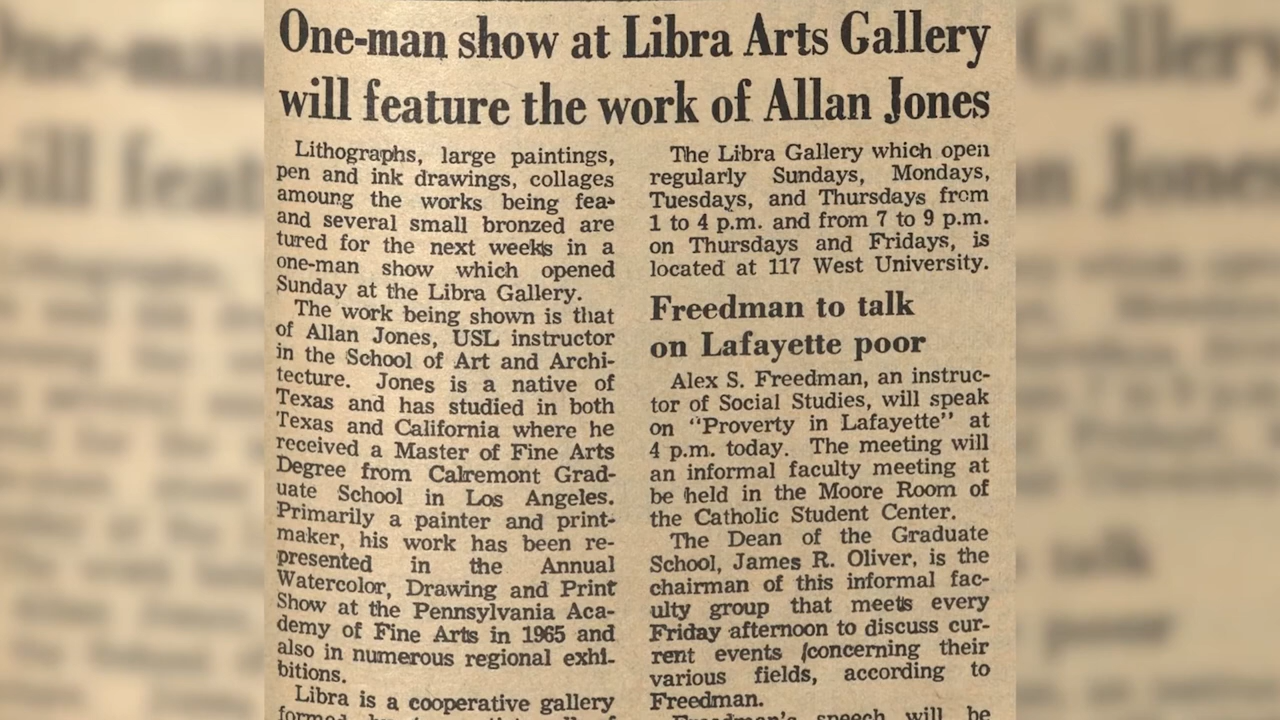 One-man show at Libra Arts Gallery
will feature the work of Allan Jones
Lithographs, large paintings,
pen and ink drawings, collages
amoung the works being fea-
and several small bronzed are
tured for the next weeks in a
one-man show which opened
Sunday at the Libra Gallery.
The work being shown is that
of Allan Jones, USL instructor
in the School of Art and Archi-
tecture. Jones is a native of
Texas and has studied in both
Texas and California where he
received a Master of Fine Arts
Degree from Calremont Grad-
uate School in Los Angeles.
Primarily a painter and print-
maker, his work has been re-
presented in the Annual
Watercolor, Drawing and Print
Show at the Pennsylvania Aca-
demy of Fine Arts in 1965 and
also in numerous regional exhi-
bitions.
Libra is a cooperative gallery
The Libra Gallery which open
regularly Sundays, Mondays,
Tuesdays, and Thursdays from
1 to 4 p.m. and from 7 to 9 p.m.
on Thursdays and Fridays, is
located at 117 West University.
Freedman to talk
on Lafayette poor
Alex S. Freedman, an instruc-
tor of Social Studies, will speak
on "Proverty in Lafayette" at
4 p.m. today. The meeting will
an informal faculty meeting at
be held in the Moore Room of
the Catholic Student Center.
The Dean of the Graduate
School, James R. Oliver, is the
chairman of this informal fac-
ulty group that meets every
Friday afternoon to discuss cur-
rent events concerning their
various fields, according to
Freedman.
Freedman's speech will be